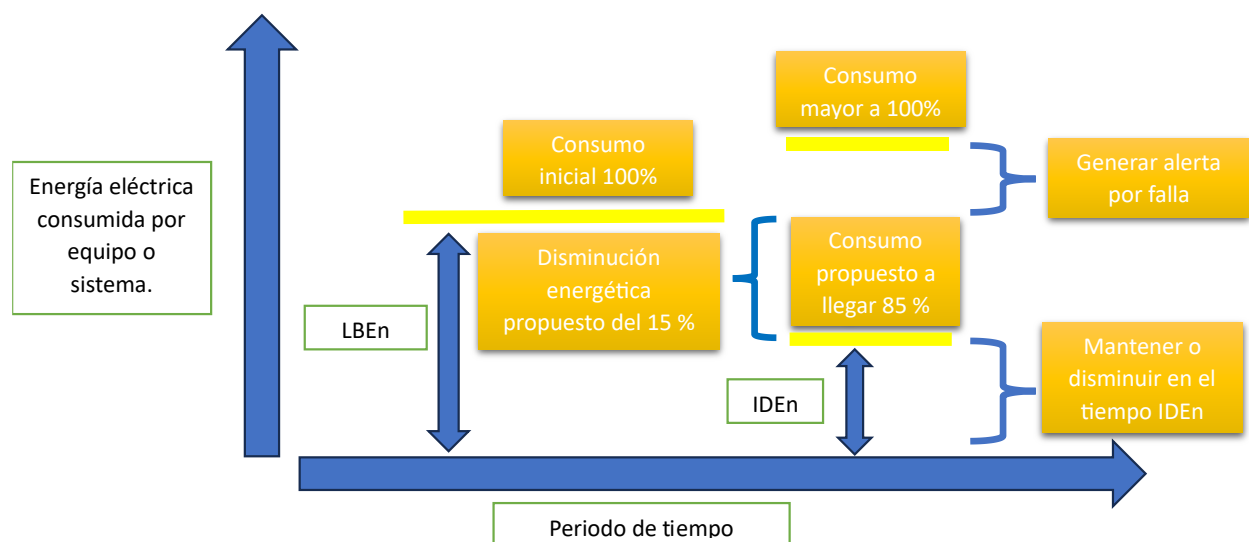 Consumo
mayor a 100%
Consumo
inicial 100%
Generar alerta
por falla
Energía eléctrica
consumida por
equipo o
sistema.
Disminución
energética
propuesto del 15 %
Consumo
propuesto a
llegar 85 %
LBEn
Mantener o
disminuir en el
tiempo IDEn
IDEn
Periodo de tiempo